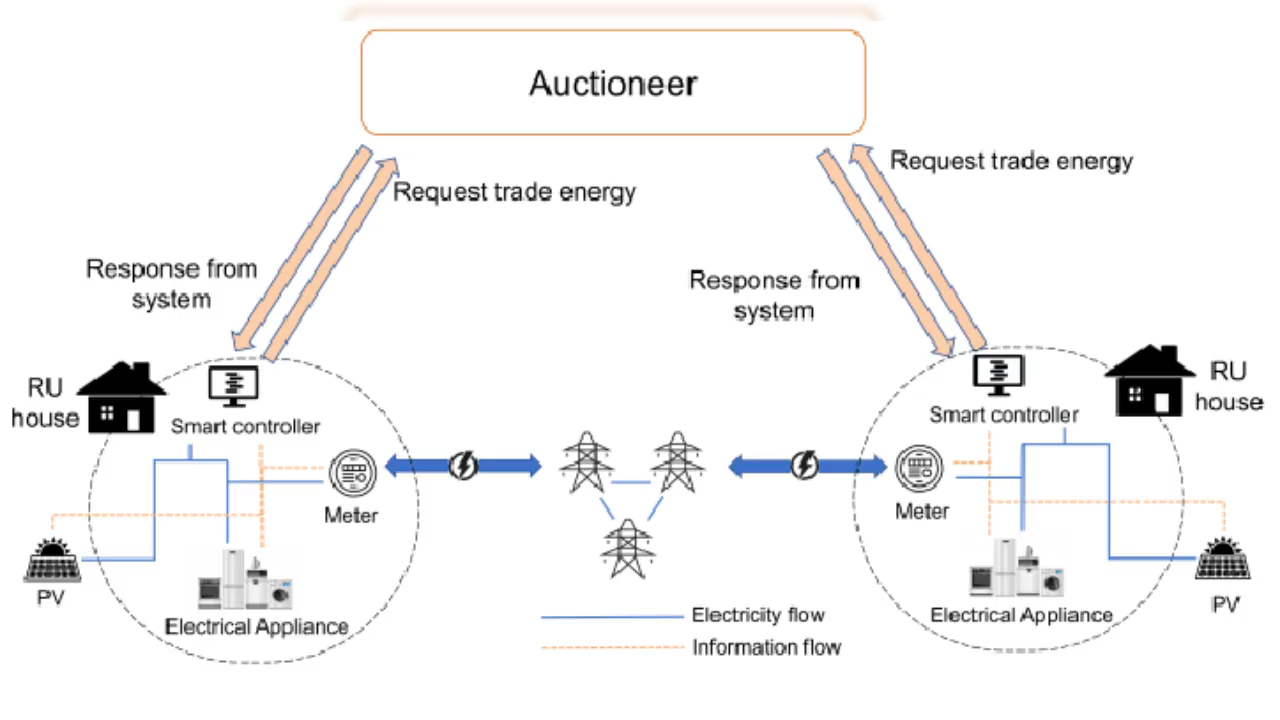 Auctioneer
Request trade energy
Request trade energy
Response from
system
Response from
system
RU
house
Smart controller
Smart controller
RU
house
Meter
Meter
PV
Electrical Appliance
Electrical Appliance
PV
Electricity flow
Information flow